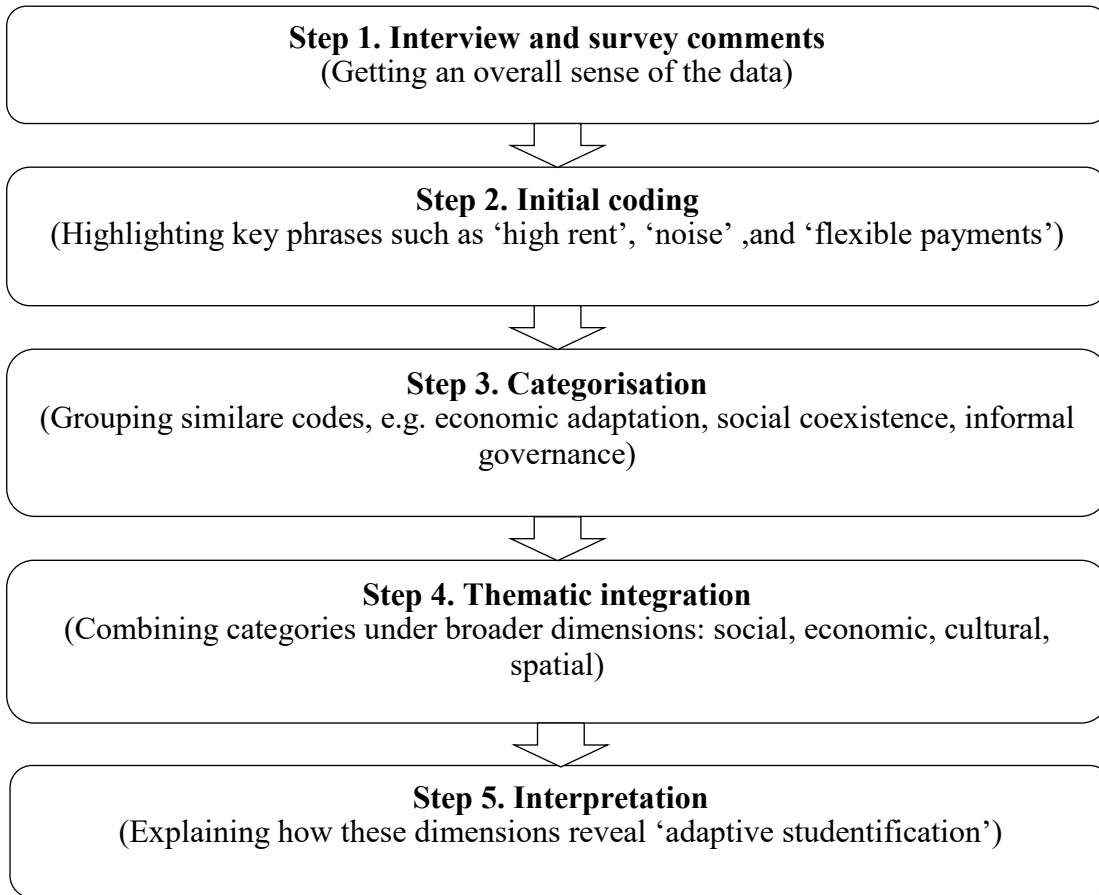 Step 1. Interview and survey comments
(Getting an overall sense of the data)
Step 2. Initial coding
(Highlighting key phrases such as ‘high rent’, ‘noise’ ,and ‘flexible payments’)
Step 3. Categorisation
(Grouping similare codes, e.g. economic adaptation, social coexistence, informal
governance)
Step 4. Thematic integration
(Combining categories under broader dimensions: social, economic, cultural,
spatial)
Step 5. Interpretation
(Explaining how these dimensions reveal ‘adaptive studentification’)